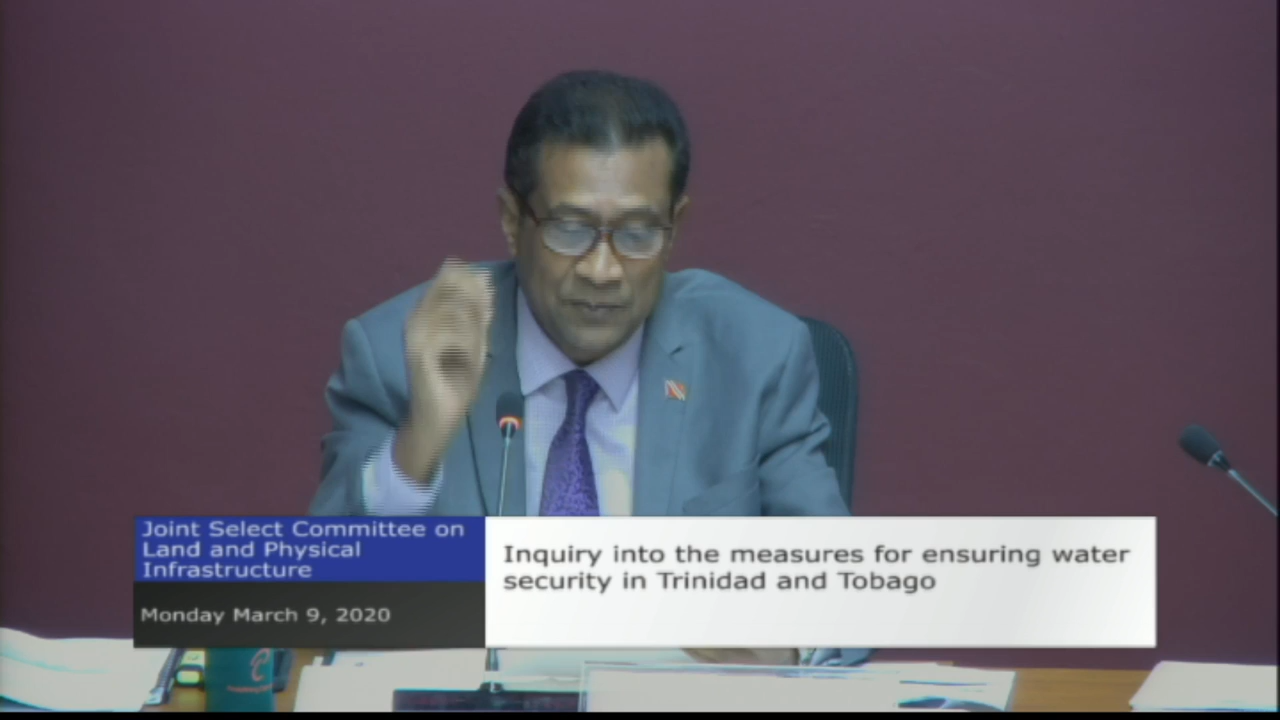 Joint Select Committee on
Land and Physical
Infrastructure
Monday March 9, 2020
Inquiry into the measures for ensuring water
security in Trinidad and Tobago